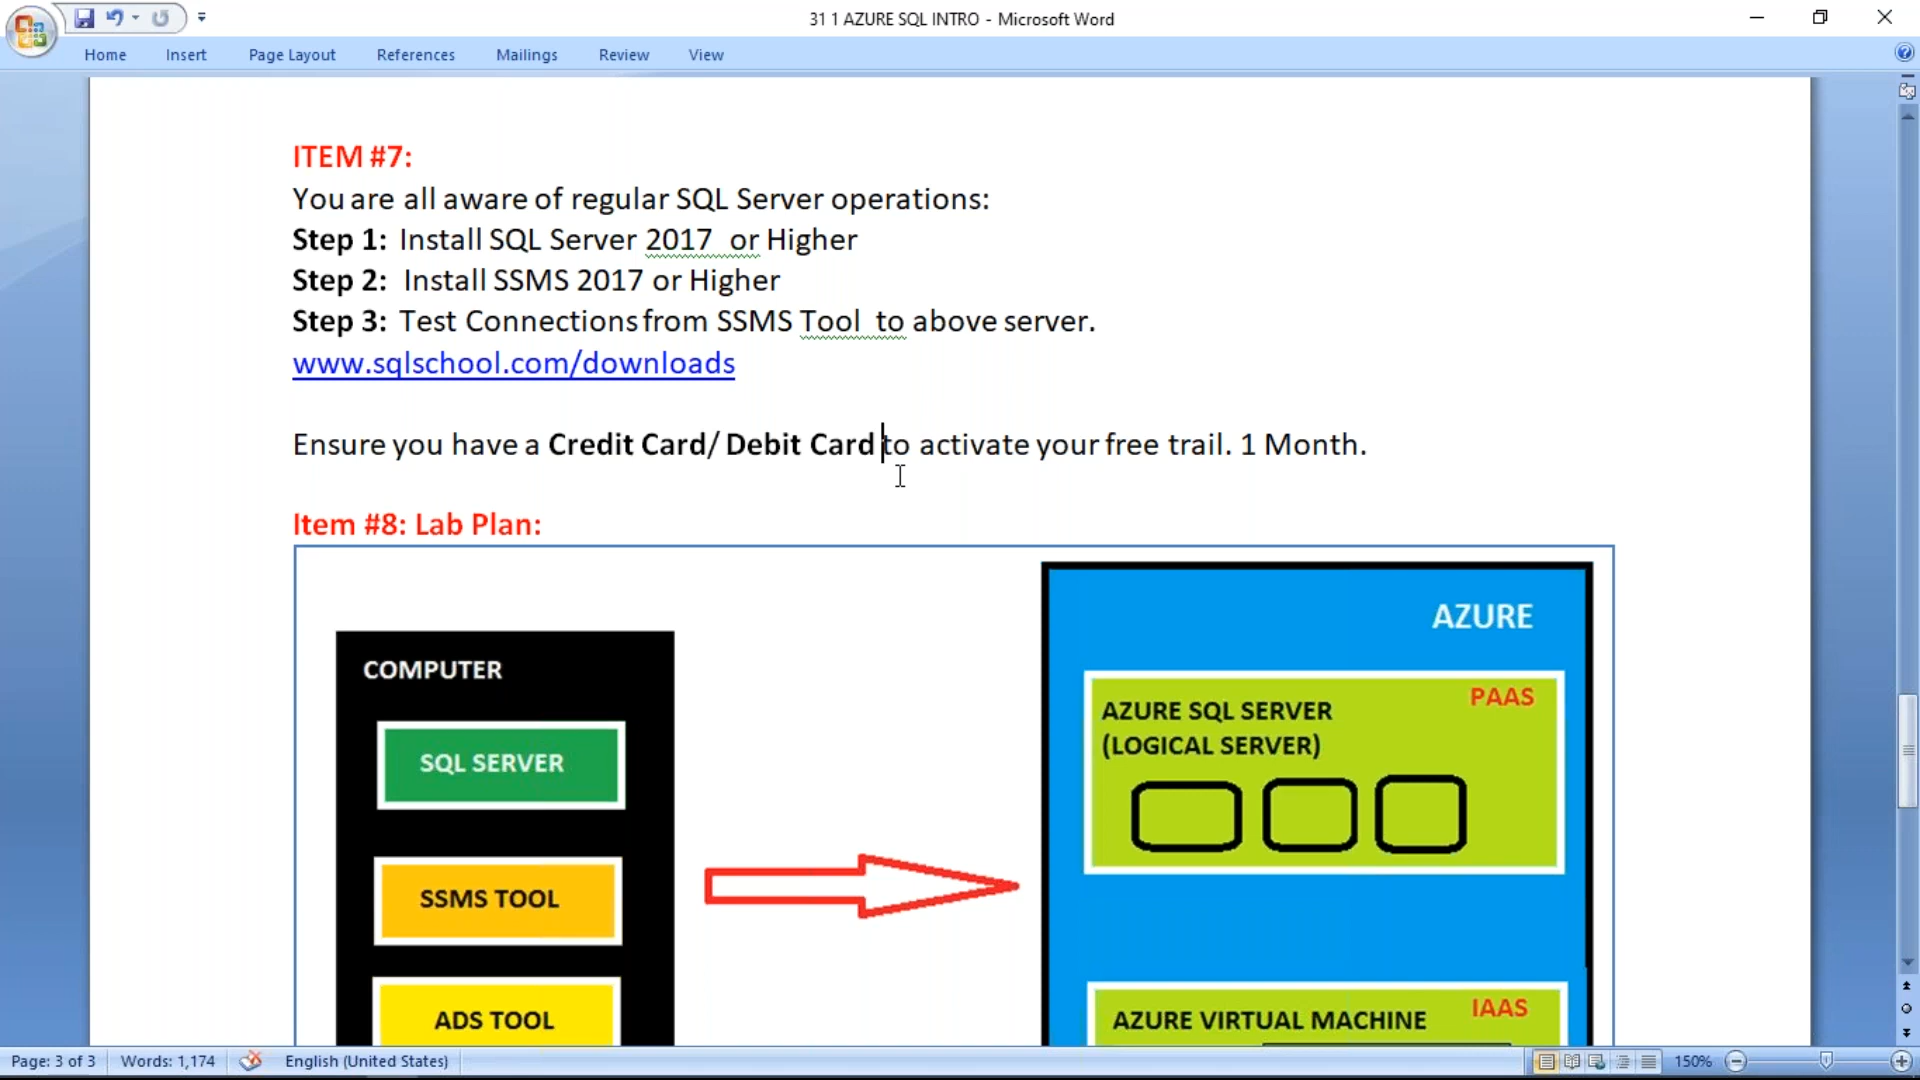 31 1 AZURE SQL INTRO - Microsoft Word
Home Insert Page Layout References Mailings Review View
ITEM #7:
You are all aware of regular SQL Server operations:
Step 1: Install SQL Server 2017 or Higher
Step 2: Install SSMS 2017 or Higher
Step 3: Test Connections from SSMS Tool to above server.
www.sqlschool.com/downloads
Ensure you have a Credit Card/ Debit Card to activate your free trail. 1 Month.
Item #8: Lab Plan:
COMPUTER
SQL SERVER
SSMS TOOL
ADS TOOL
AZURE
PAAS
AZURE SQL SERVER
(LOGICAL SERVER)
IAAS
AZURE VIRTUAL MACHINE
Page: 3 of 3 Words: 1,174 English (United States) 150%